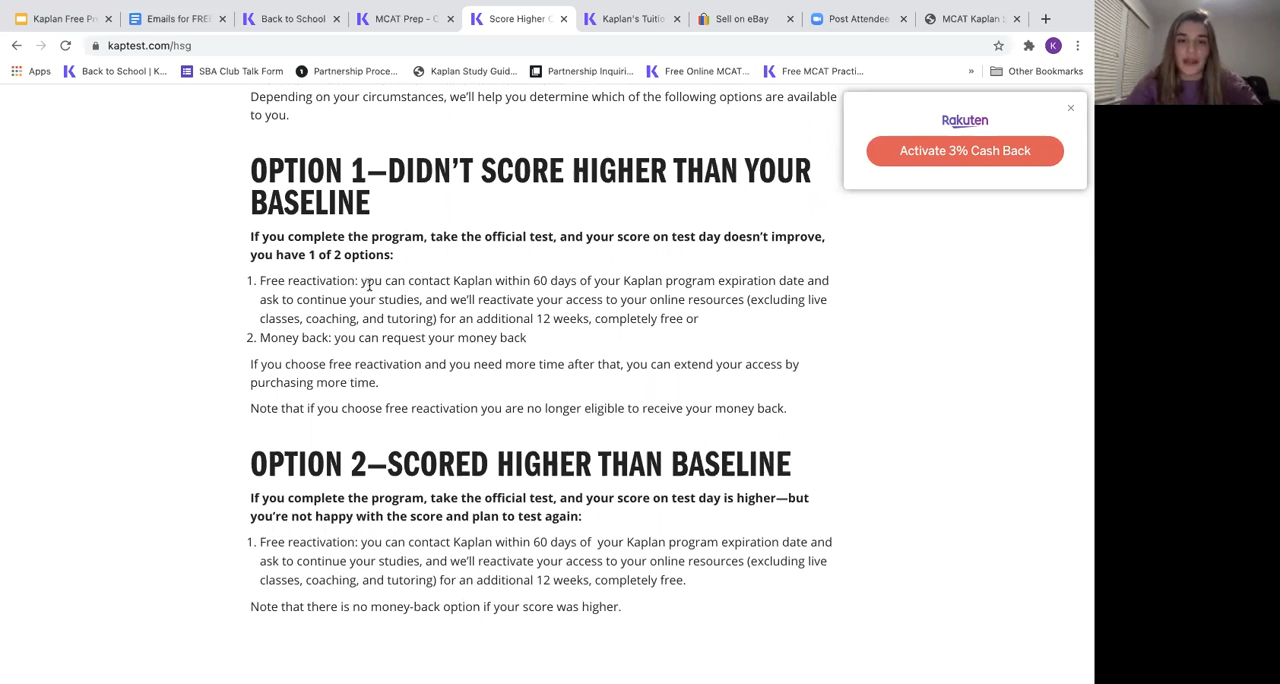 Kaplan Free Pr
Emails for FREE
Back to School
MCAT Prep - C
Score Higher G
Kaplan's Tuitio
Sell on eBay
Post Attendee
MCAT Kaplan
kaptest.com/hsg
K
Apps
Back to School | K...
SBA Club Talk Form
Partnership Proce...
Kaplan Study Guid...
Partnership Inquiri...
Free Online MCAT...
Free MCAT Practi...
»
Other Bookmarks
Depending on your circumstances, we'll help you determine which of the following options are available
to you.
Rakuten
Activate 3% Cash Back
OPTION 1—DIDN'T SCORE HIGHER THAN YOUR
BASELINE
If you complete the program, take the official test, and your score on test day doesn't improve,
you have 1 of 2 options:
1. Free reactivation: you can contact Kaplan within 60 days of your Kaplan program expiration date and
ask to continue your studies, and we'll reactivate your access to your online resources (excluding live
classes, coaching, and tutoring) for an additional 12 weeks, completely free or
2. Money back: you can request your money back
If you choose free reactivation and you need more time after that, you can extend your access by
purchasing more time.
Note that if you choose free reactivation you are no longer eligible to receive your money back.
OPTION 2—SCORED HIGHER THAN BASELINE
If you complete the program, take the official test, and your score on test day is higher—but
you're not happy with the score and plan to test again:
1. Free reactivation: you can contact Kaplan within 60 days of your Kaplan program expiration date and
ask to continue your studies, and we'll reactivate your access to your online resources (excluding live
classes, coaching, and tutoring) for an additional 12 weeks, completely free.
Note that there is no money-back option if your score was higher.